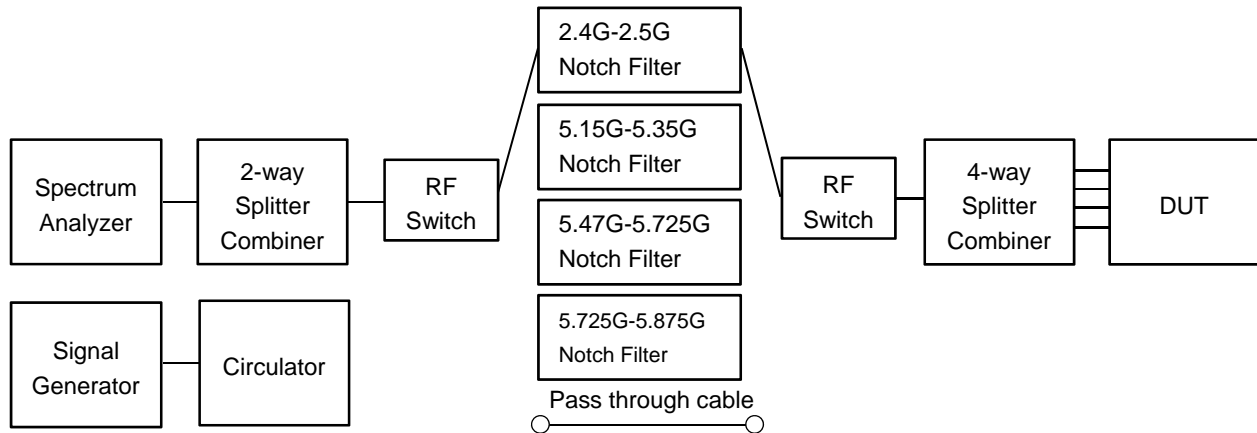 Spectrum
Analyzer
2-way
Splitter
Combiner
RF
Switch
2.4G-2.5G
Notch Filter
5.15G-5.35G
Notch Filter
5.47G-5.725G
Notch Filter
5.725G-5.875G
Notch Filter
Pass through cable
RF
Switch
4-way
Splitter
Combiner
DUT
Signal
Generator
Circulator